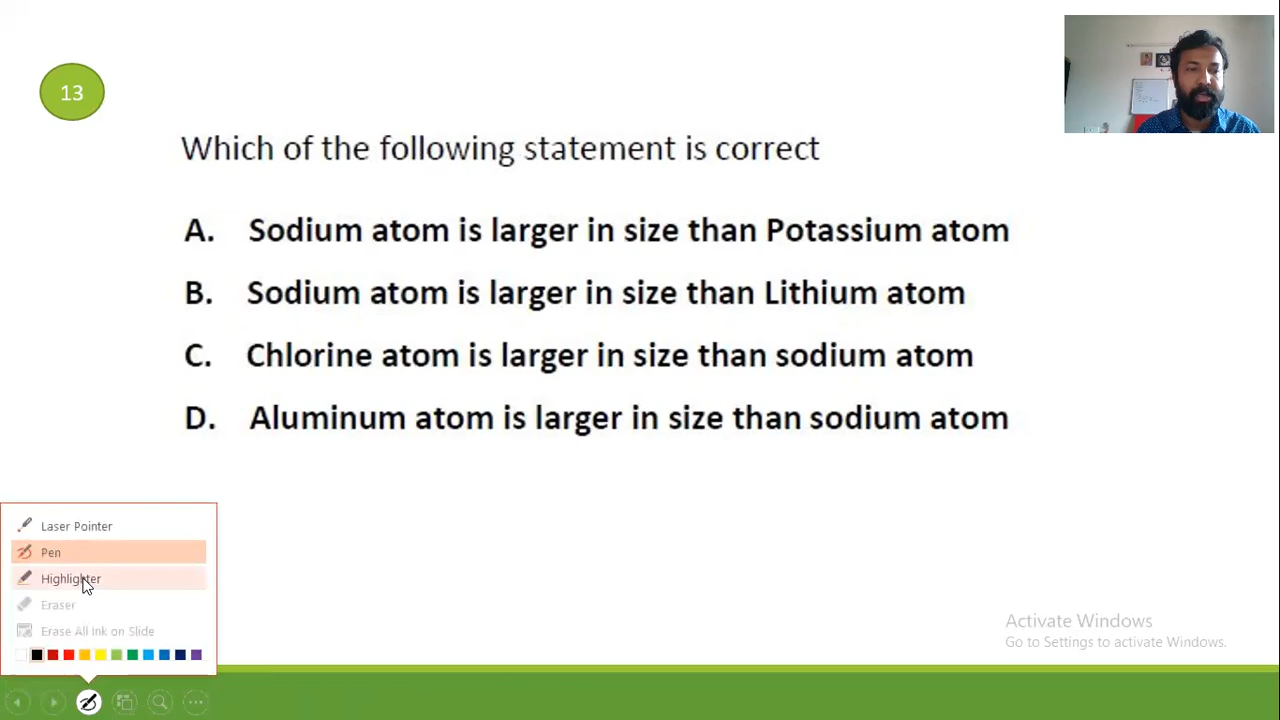 13
Which of the following statement is correct
A. Sodium atom is larger in size than Potassium atom
B. Sodium atom is larger in size than Lithium atom
C. Chlorine atom is larger in size than sodium atom
D. Aluminum atom is larger in size than sodium atom
Laser Pointer
Pen
Highlighter
Eraser
Erase All Ink on Slide
Activate Windows
Go to Settings to activate Windows.